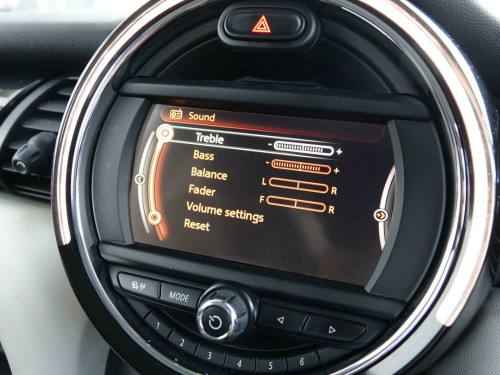 Sound
Treble - +
Bass - +
Balance L R
Fader F R
Volume settings
Reset
MODE
1 2 3 4 5 6